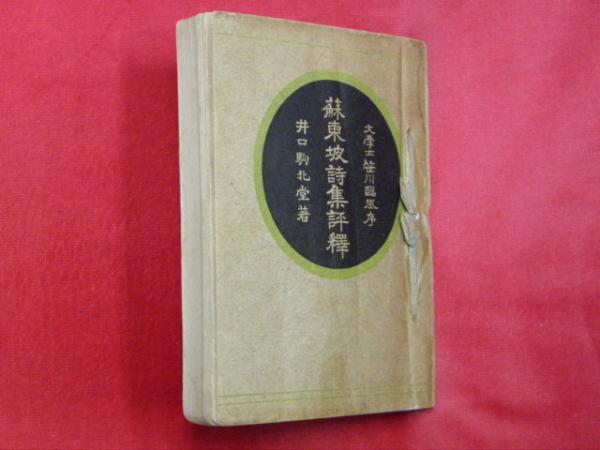 文學士 笹川臨風序
蘇東坡詩集評釋
井口駒北堂著